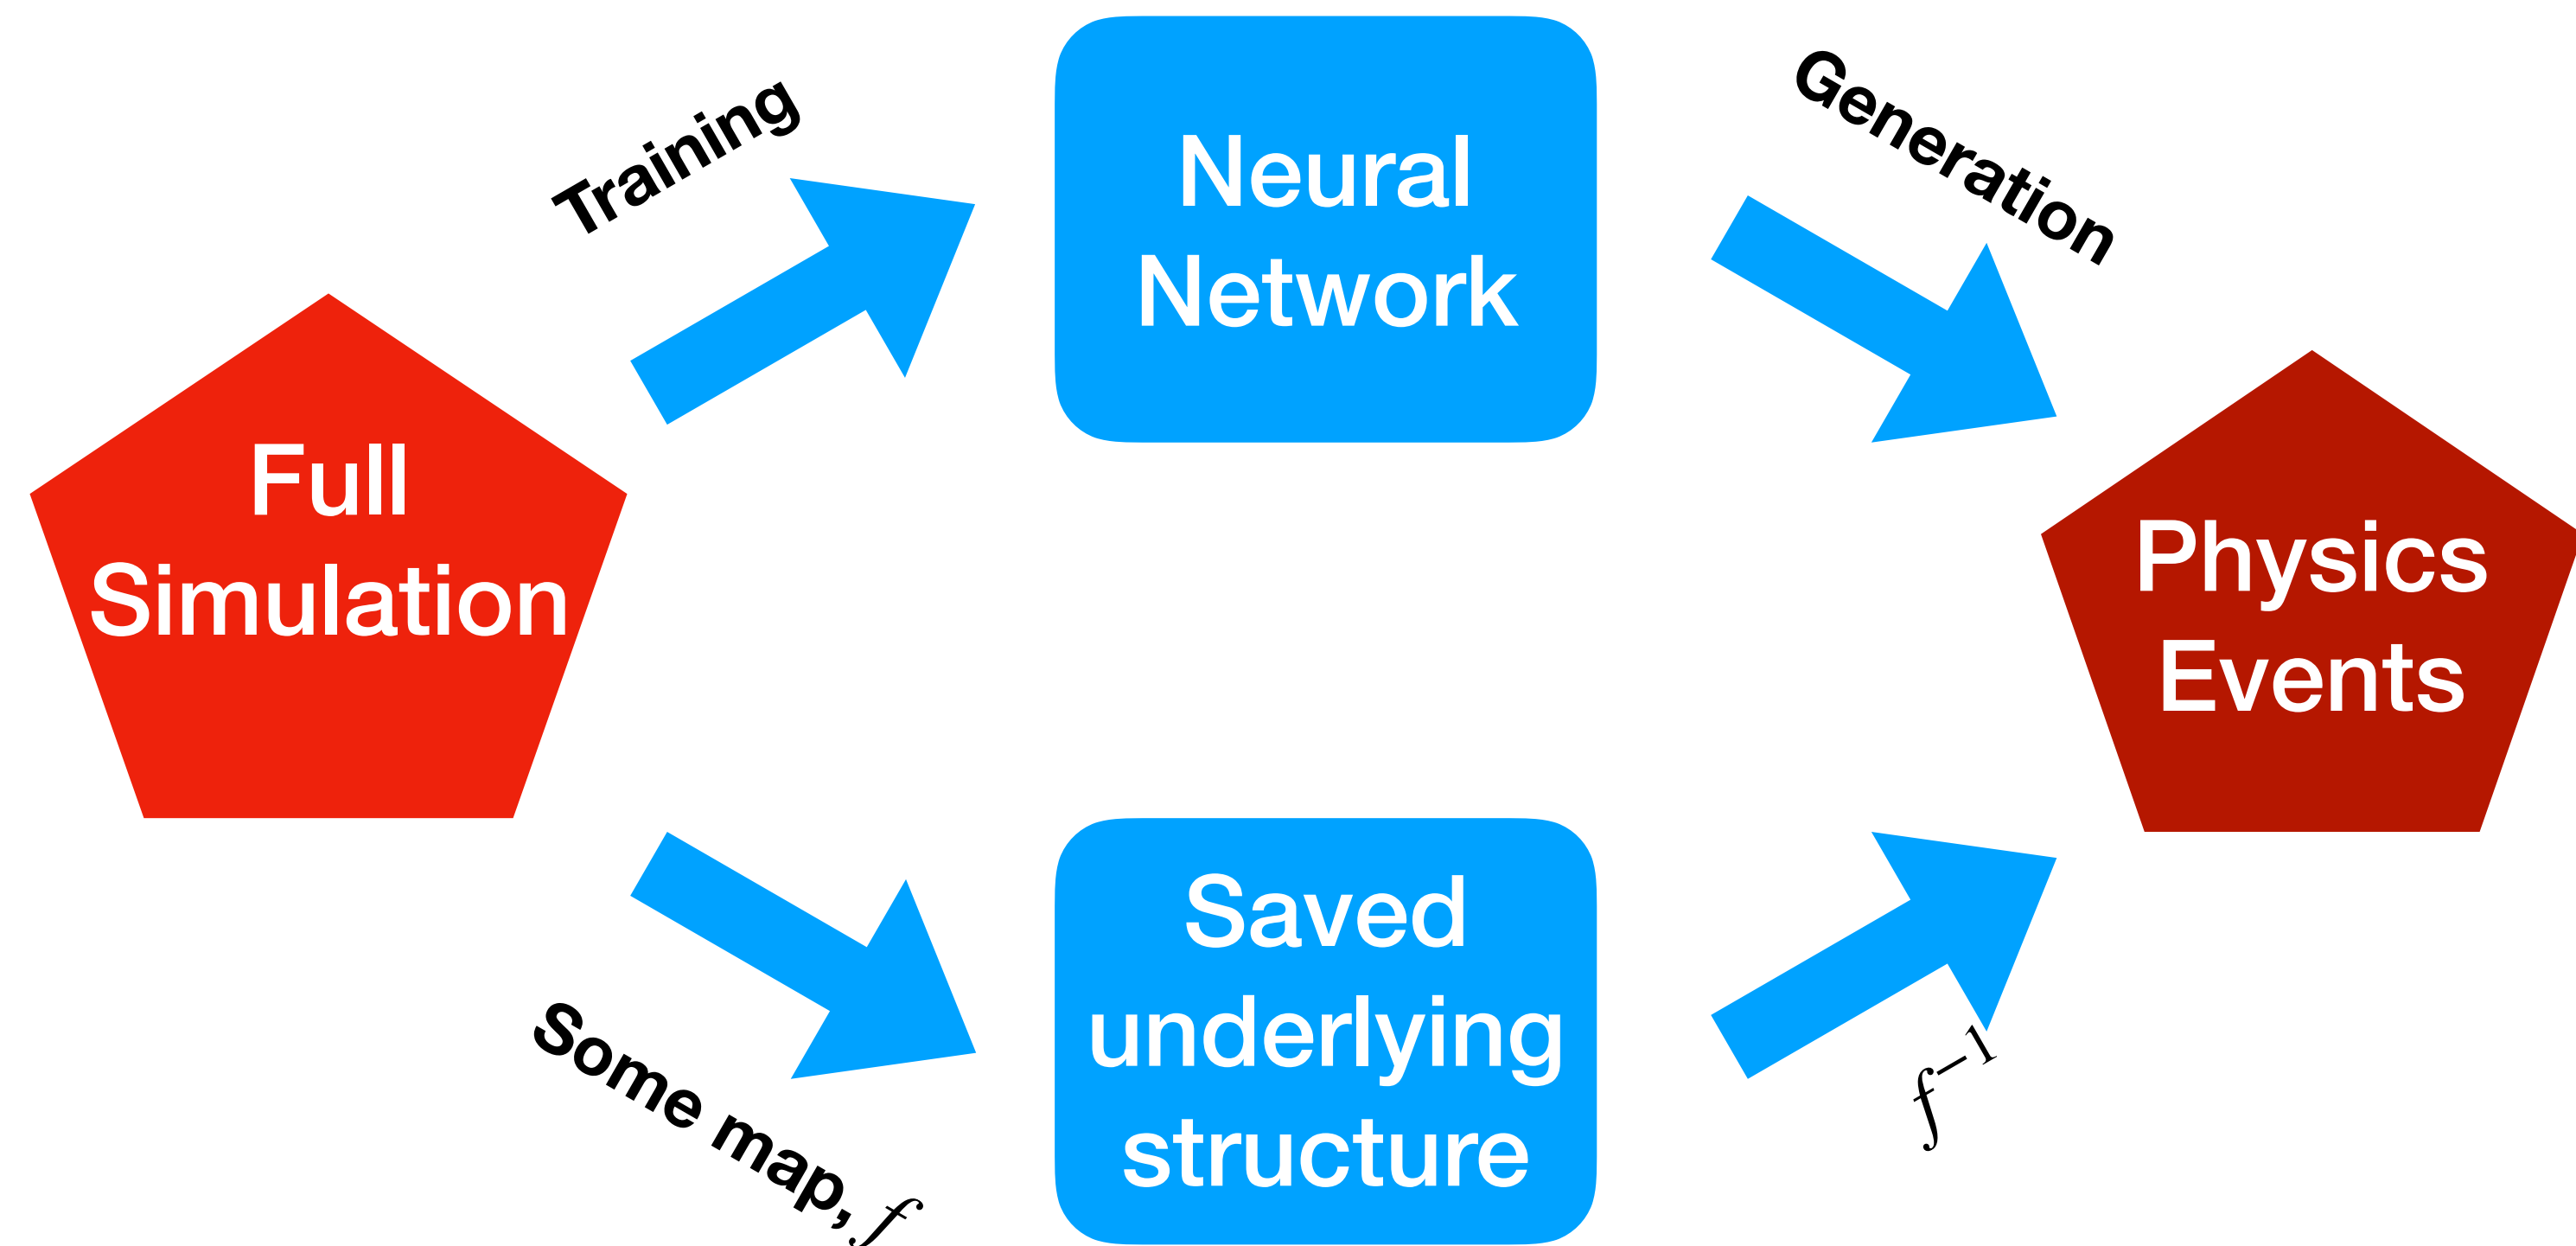 Training
Generation
Neural
Network
Full
Simulation
Physics
Events
Saved
underlying
structure
Some map, f
f⁻¹